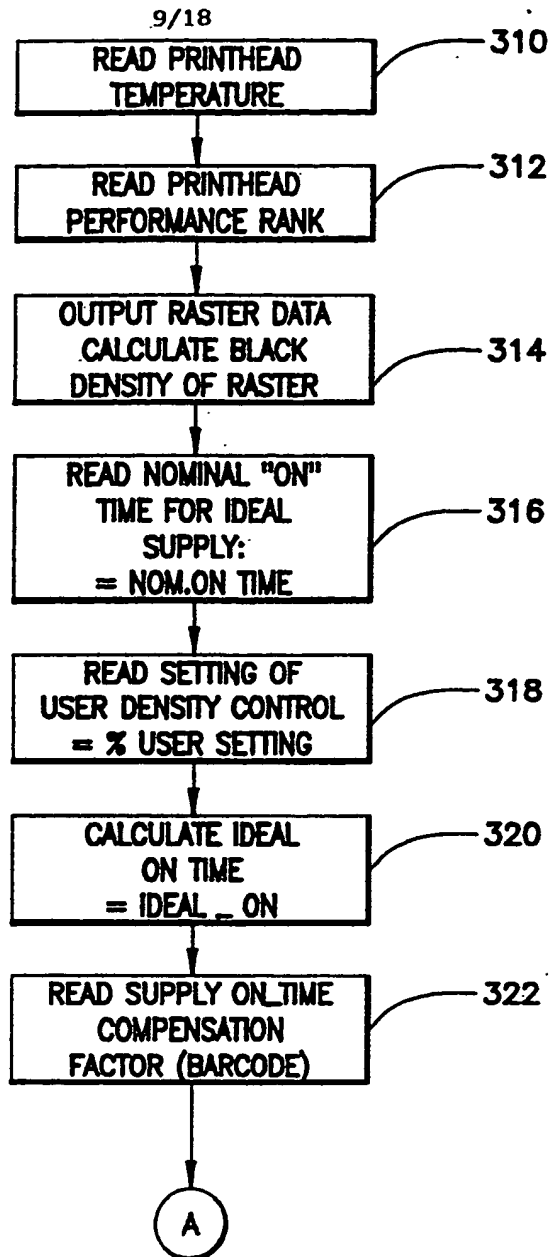 9/18
READ PRINTHEAD
TEMPERATURE
310
READ PRINTHEAD
PERFORMANCE RANK
312
OUTPUT RASTER DATA
CALCULATE BLACK
DENSITY OF RASTER
314
READ NOMINAL "ON"
TIME FOR IDEAL
SUPPLY:
= NOM.ON TIME
316
READ SETTING OF
USER DENSITY CONTROL
= % USER SETTING
318
CALCULATE IDEAL
ON TIME
= IDEAL _ ON
320
READ SUPPLY ON_TIME
COMPENSATION
FACTOR (BARCODE)
322
A